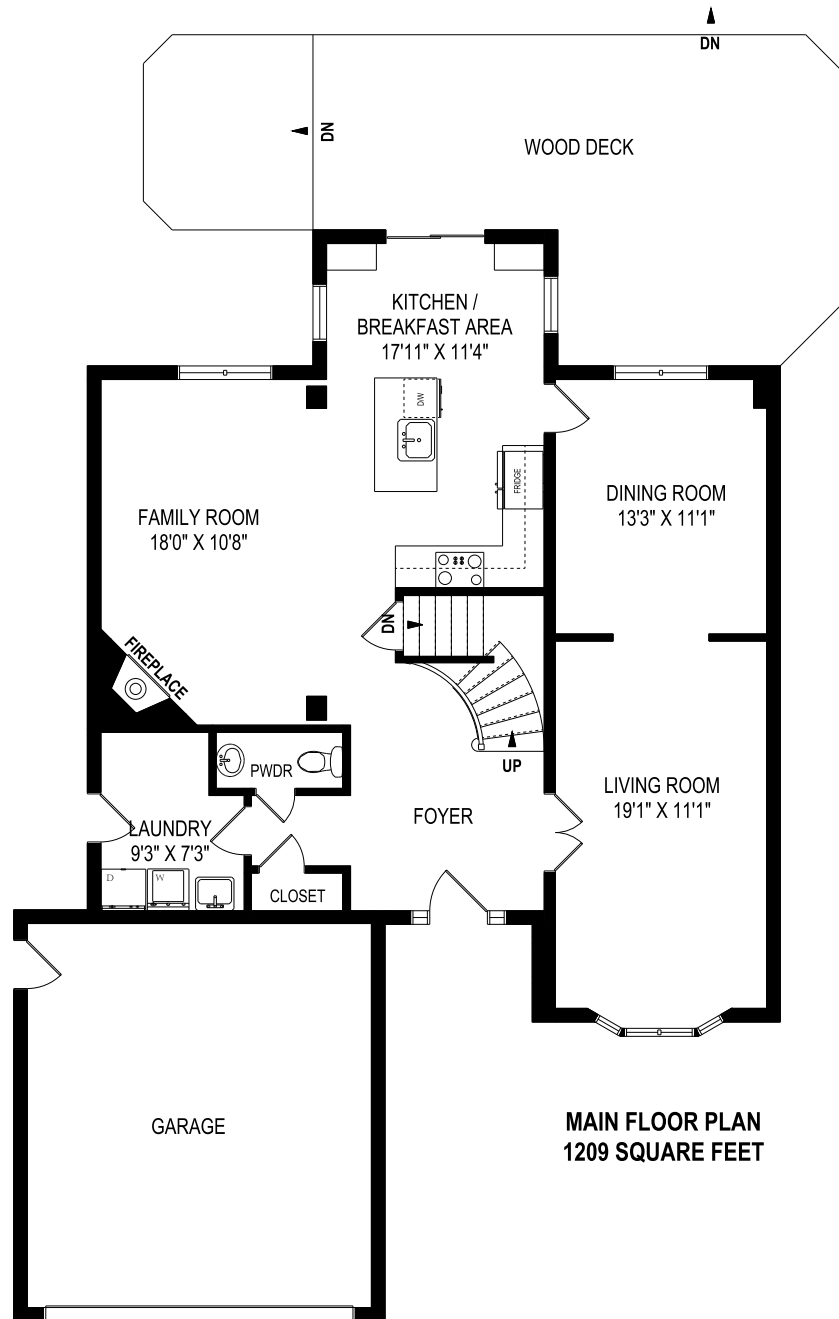 DN
DN
WOOD DECK
KITCHEN /
BREAKFAST AREA
17'11" X 11'4"
D/W
FRIDGE
FAMILY ROOM
18'0" X 10'8"
DINING ROOM
13'3" X 11'1"
DN
FIREPLACE
UP
PWDR
LIVING ROOM
19'1" X 11'1"
FOYER
LAUNDRY
9'3" X 7'3"
D
W
CLOSET
GARAGE
MAIN FLOOR PLAN
1209 SQUARE FEET